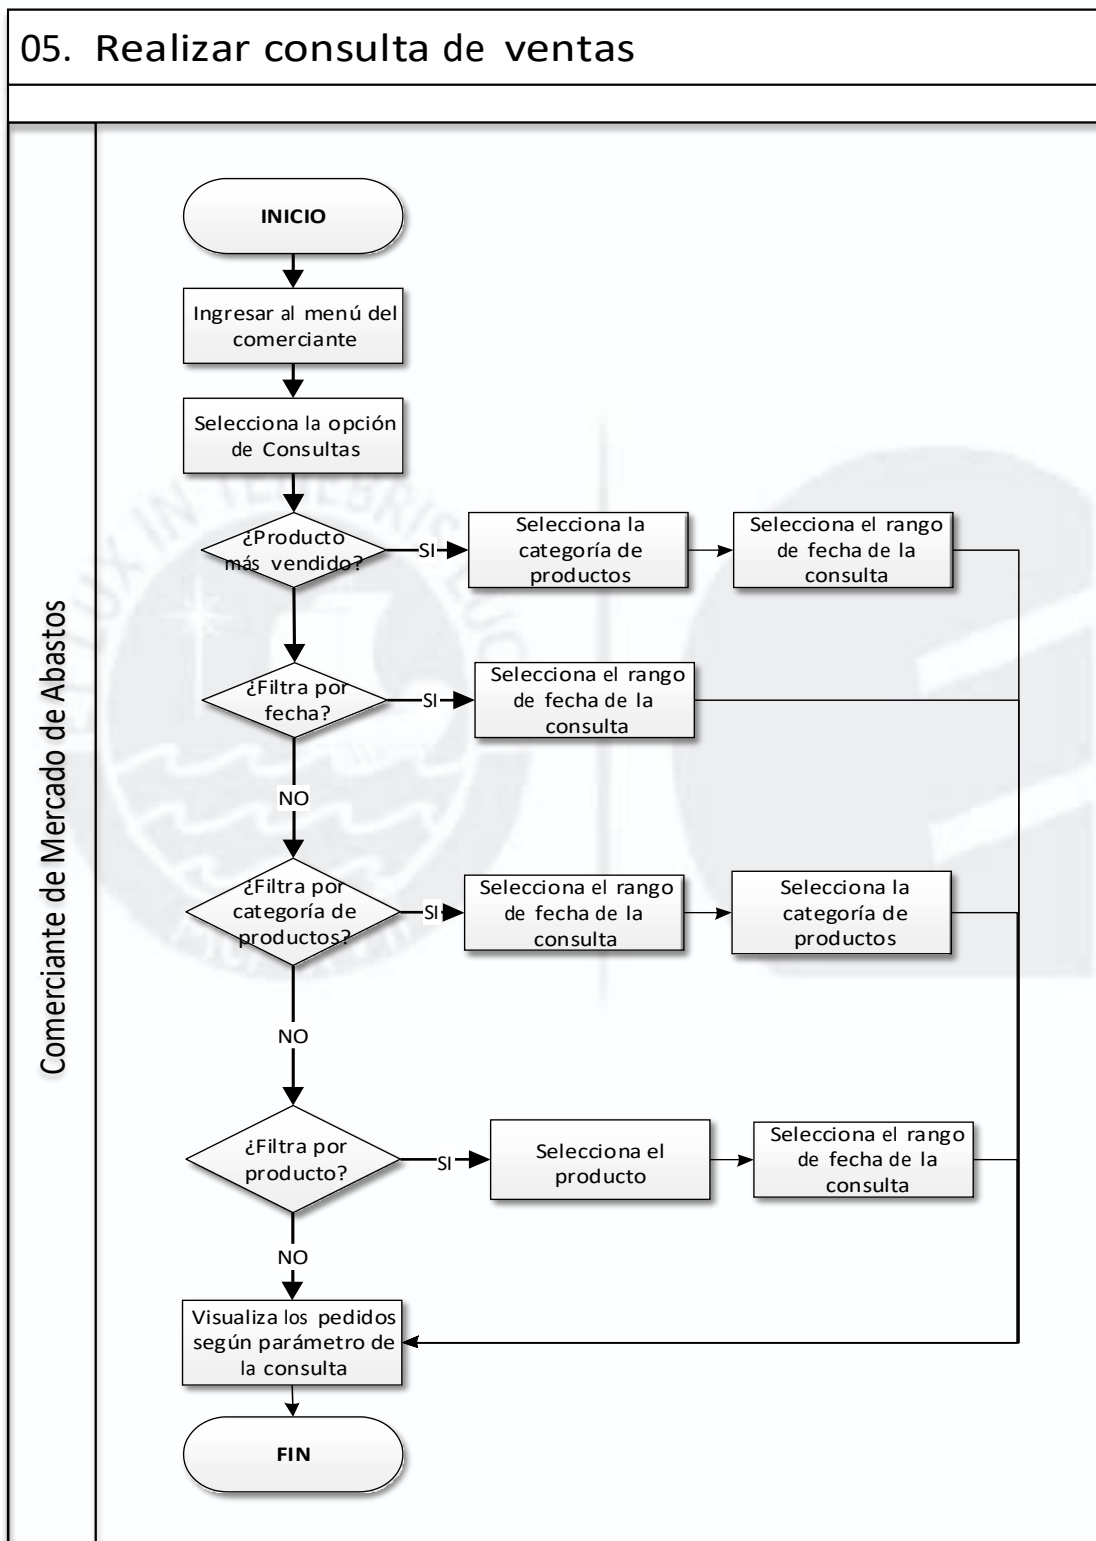 05. Realizar consulta de ventas
Comerciante de Mercado de Abastos
INICIO
Ingresar al menú del
comerciante
Selecciona la opción
de Consultas
¿Producto
más vendido?
SI
Selecciona la
categoría de
productos
Selecciona el rango
de fecha de la
consulta
¿Filtra por
fecha?
SI
Selecciona el rango
de fecha de la
consulta
NO
¿Filtra por
categoría de
productos?
SI
Selecciona el rango
de fecha de la
consulta
Selecciona la
categoría de
productos
NO
¿Filtra por
producto?
SI
Selecciona el
producto
Selecciona el rango
de fecha de la
consulta
NO
Visualiza los pedidos
según parámetro de
la consulta
FIN